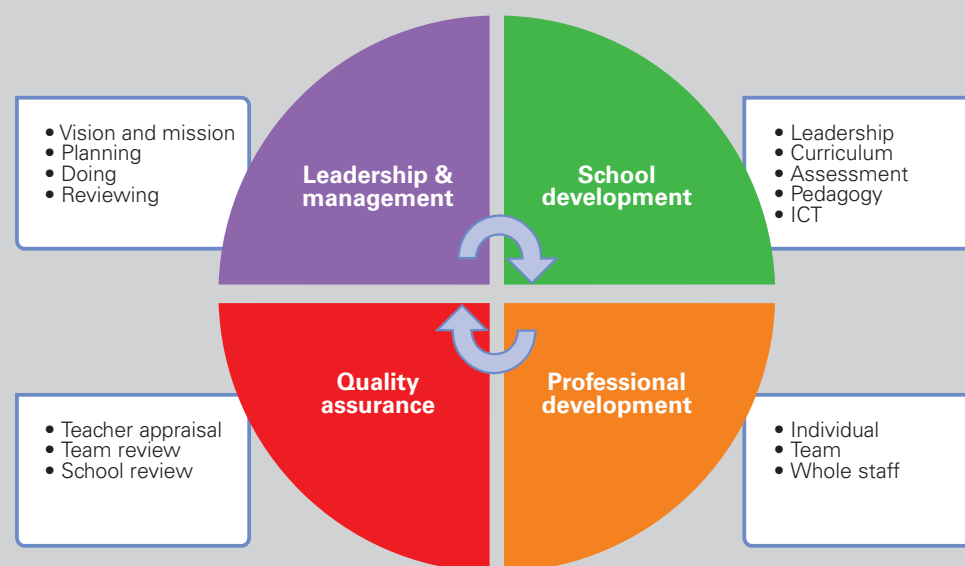 • Vision and mission
• Planning
• Doing
• Reviewing
Leadership &
management
School
development
• Leadership
• Curriculum
• Assessment
• Pedagogy
• ICT
• Teacher appraisal
• Team review
• School review
Quality
assurance
Professional
development
• Individual
• Team
• Whole staff